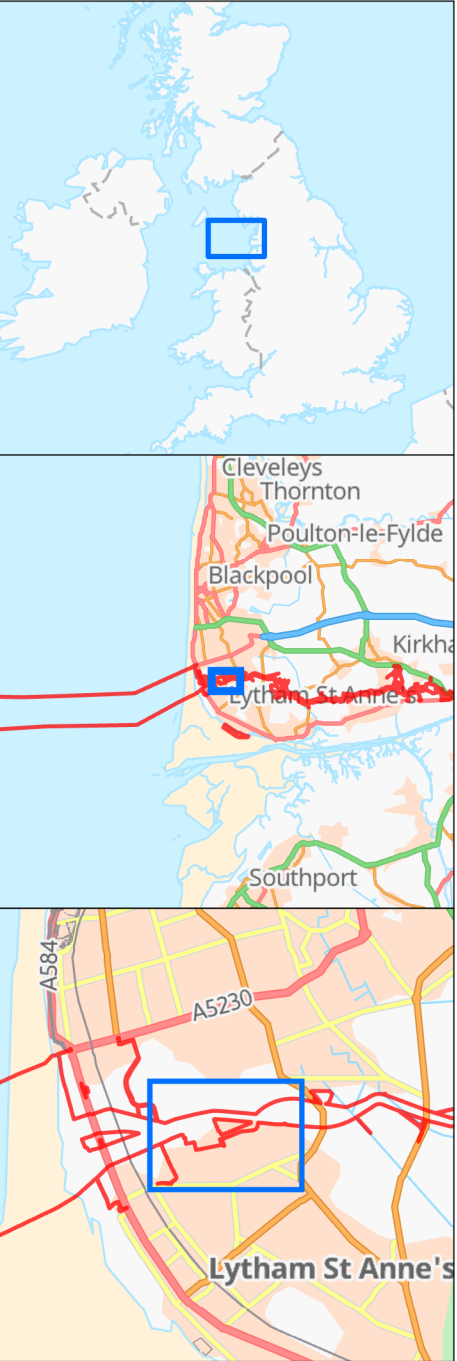 Cleveleys
Thornton
Poulton-le-Fylde
Blackpool
Kirkha
Lytham St Anne's
Southport
A584
A5230
Lytham St Anne's